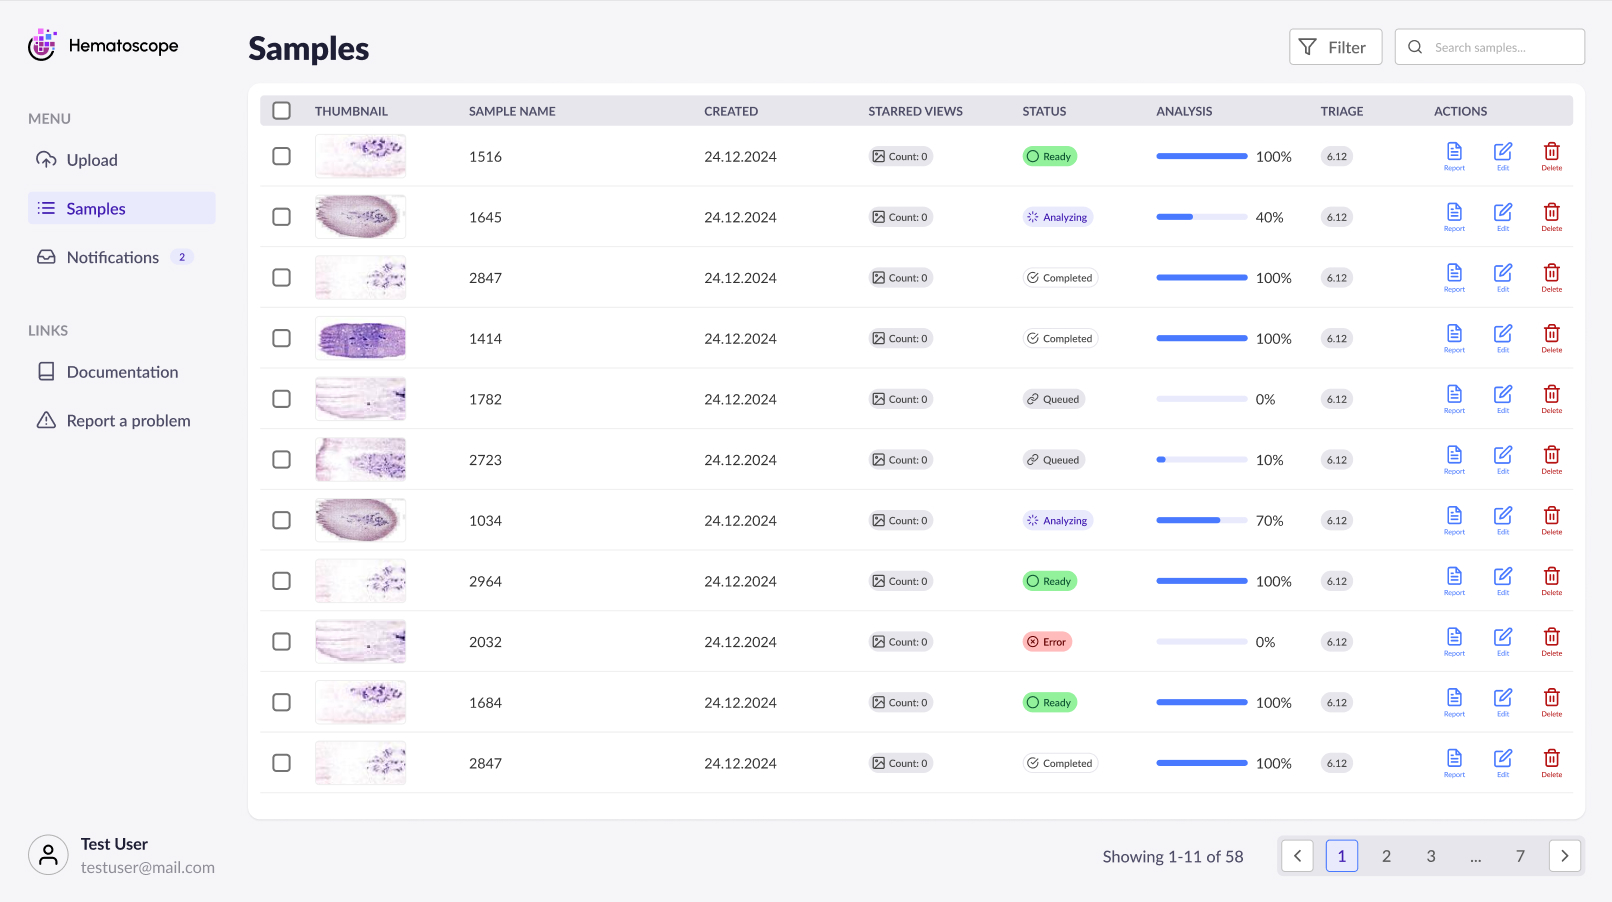 Hematoscope
Samples
Filter
Search samples...
MENU
Upload
Samples
Notifications 2
LINKS
Documentation
Report a problem
THUMBNAIL SAMPLE NAME CREATED STARRED VIEWS STATUS ANALYSIS TRIAGE ACTIONS
1516 24.12.2024 Count: 0 Ready 100% 6.12 Report Edit Delete
1645 24.12.2024 Count: 0 Analyzing 40% 6.12 Report Edit Delete
2847 24.12.2024 Count: 0 Completed 100% 6.12 Report Edit Delete
1414 24.12.2024 Count: 0 Completed 100% 6.12 Report Edit Delete
1782 24.12.2024 Count: 0 Queued 0% 6.12 Report Edit Delete
2723 24.12.2024 Count: 0 Queued 10% 6.12 Report Edit Delete
1034 24.12.2024 Count: 0 Analyzing 70% 6.12 Report Edit Delete
2964 24.12.2024 Count: 0 Ready 100% 6.12 Report Edit Delete
2032 24.12.2024 Count: 0 Error 0% 6.12 Report Edit Delete
1684 24.12.2024 Count: 0 Ready 100% 6.12 Report Edit Delete
2847 24.12.2024 Count: 0 Completed 100% 6.12 Report Edit Delete
Test User
testuser@mail.com
Showing 1-11 of 58
1 2 3 ... 7